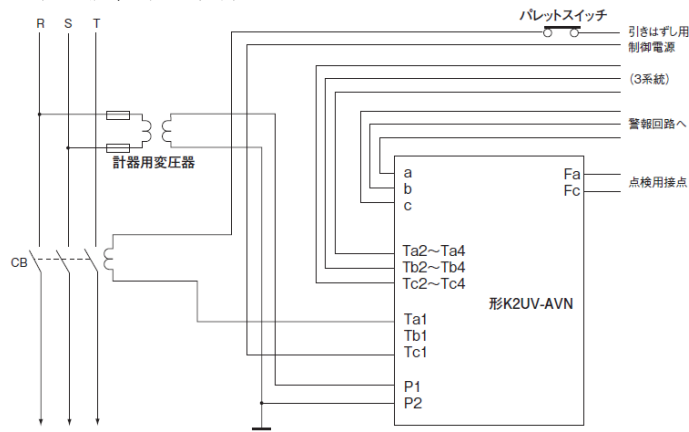 パレットスイッチ
R S T
引きはずし用
制御電源
(3系統)
警報回路へ
計器用変圧器
a
b
c
Fa
Fc
点検用接点
CB
Ta2～Ta4
Tb2～Tb4
Tc2～Tc4
形K2UV-AVN
Ta1
Tb1
Tc1
P1
P2